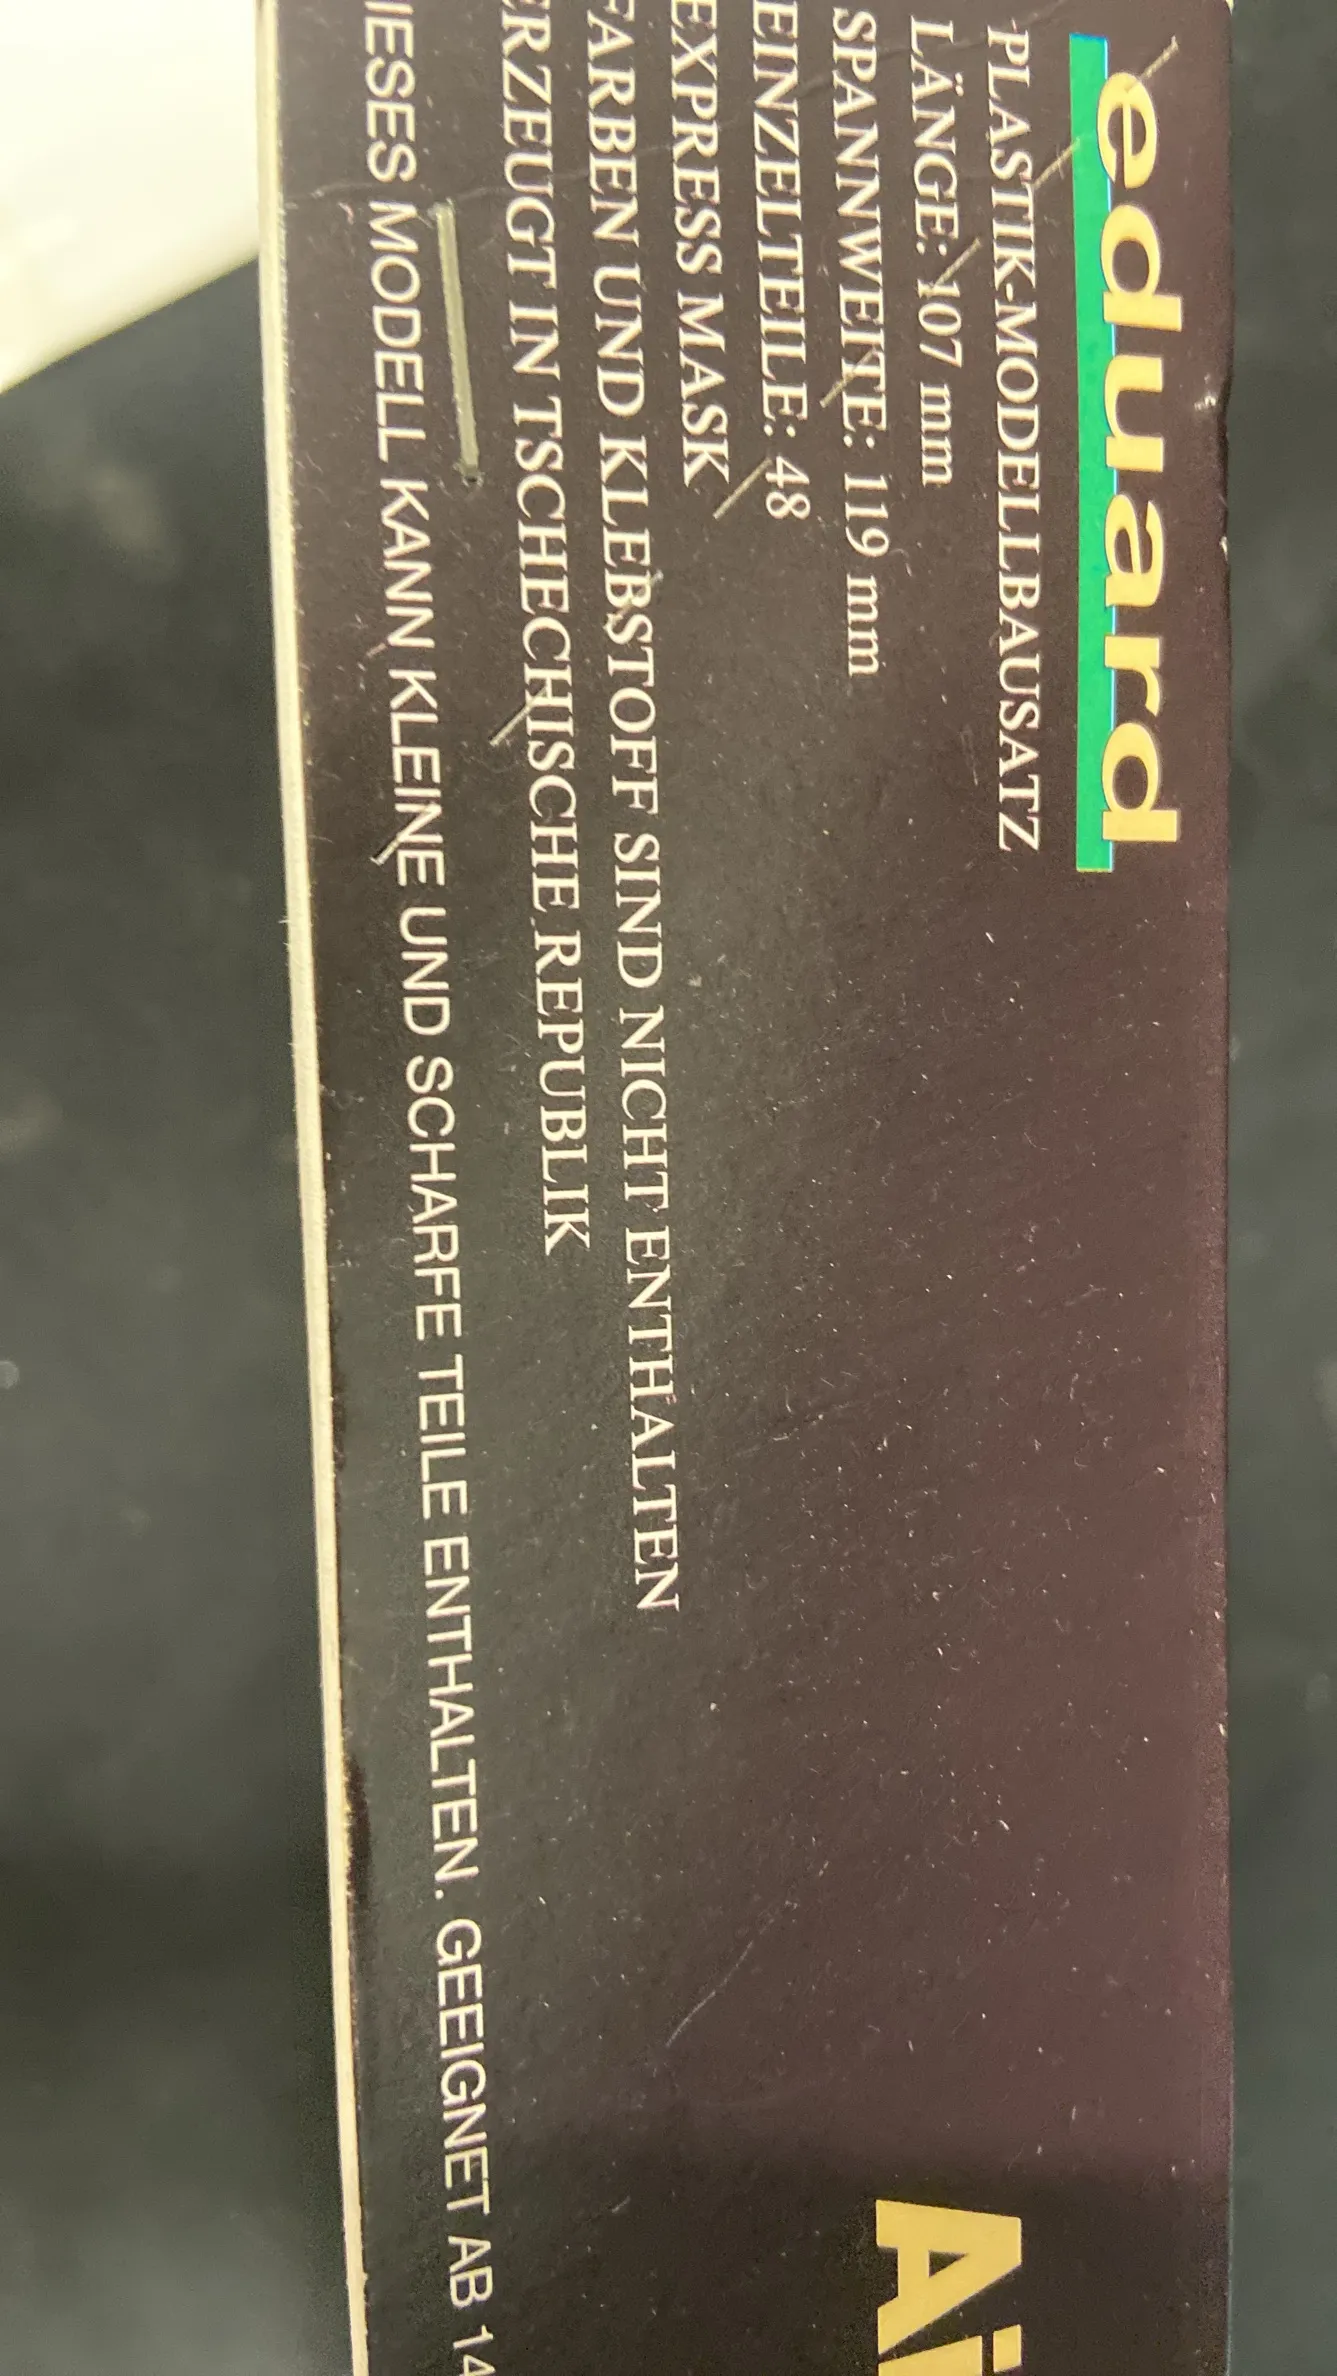 eduard
PLASTIK-MODELLBAUSATZ
LÄNGE: 107 mm
SPANNWEITE: 119 mm
EINZELTEILE: 48
EXPRESS MASK
FARBEN UND KLEBSTOFF SIND NICHT ENTHALTEN
ERZEUGT IN TSCHECHISCHE REPUBLIK
IESES MODELL KANN KLEINE UND SCHARFE TEILE ENTHALTEN. GEEIGNET AB 14
Ai